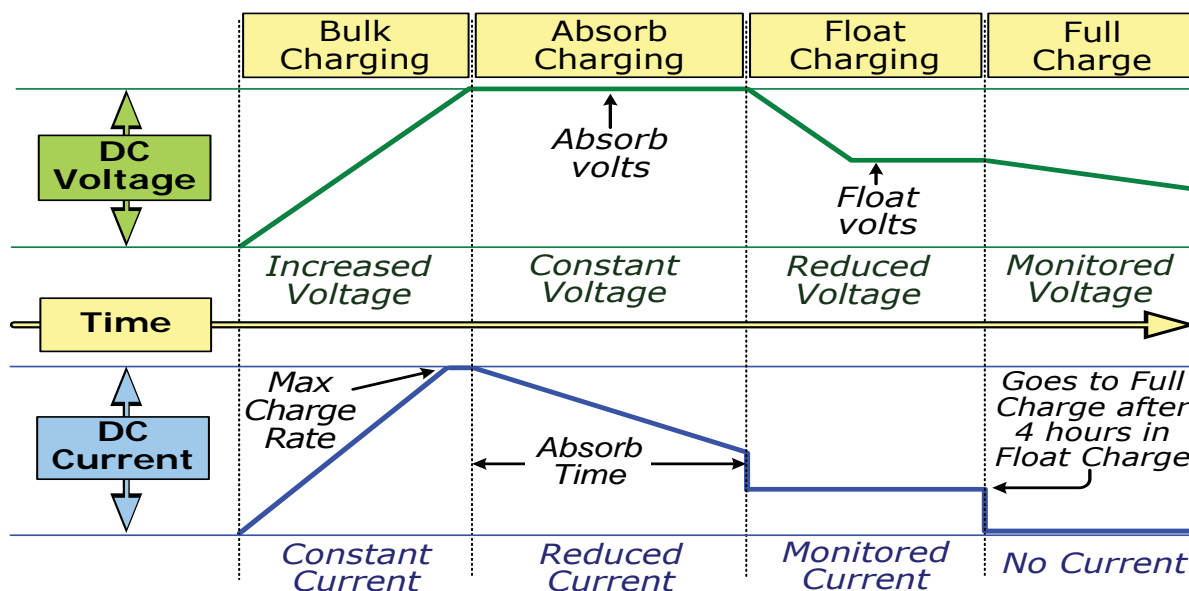 Bulk
Charging
Absorb
Charging
Float
Charging
Full
Charge
DC
Voltage
Absorb
volts
Float
volts
Increased
Voltage
Constant
Voltage
Reduced
Voltage
Monitored
Voltage
Time
DC
Current
Max
Charge
Rate
Absorb
Time
Goes to Full
Charge after
4 hours in
Float Charge
Constant
Current
Reduced
Current
Monitored
Current
No Current